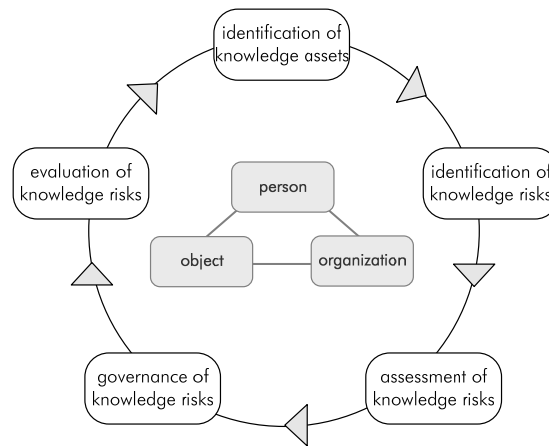 identification of
knowledge assets
identification of
knowledge risks
assessment of
knowledge risks
governance of
knowledge risks
evaluation of
knowledge risks
person
object
organization